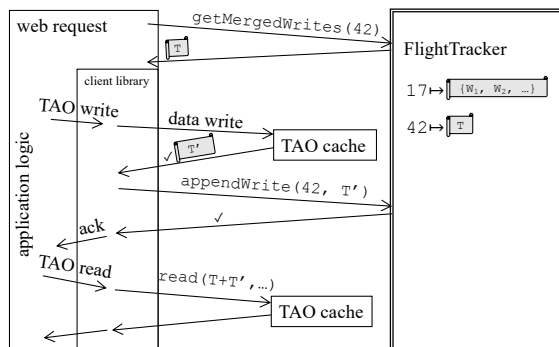 web request
getMergedWrites(42)
T
FlightTracker
client library
17↦ {W₁, W₂, …}
TAO write
data write
42↦ T
TAO cache
✓ T′
application logic
appendWrite(42, T′)
✓
ack
TAO read
read(T+T′,…)
TAO cache